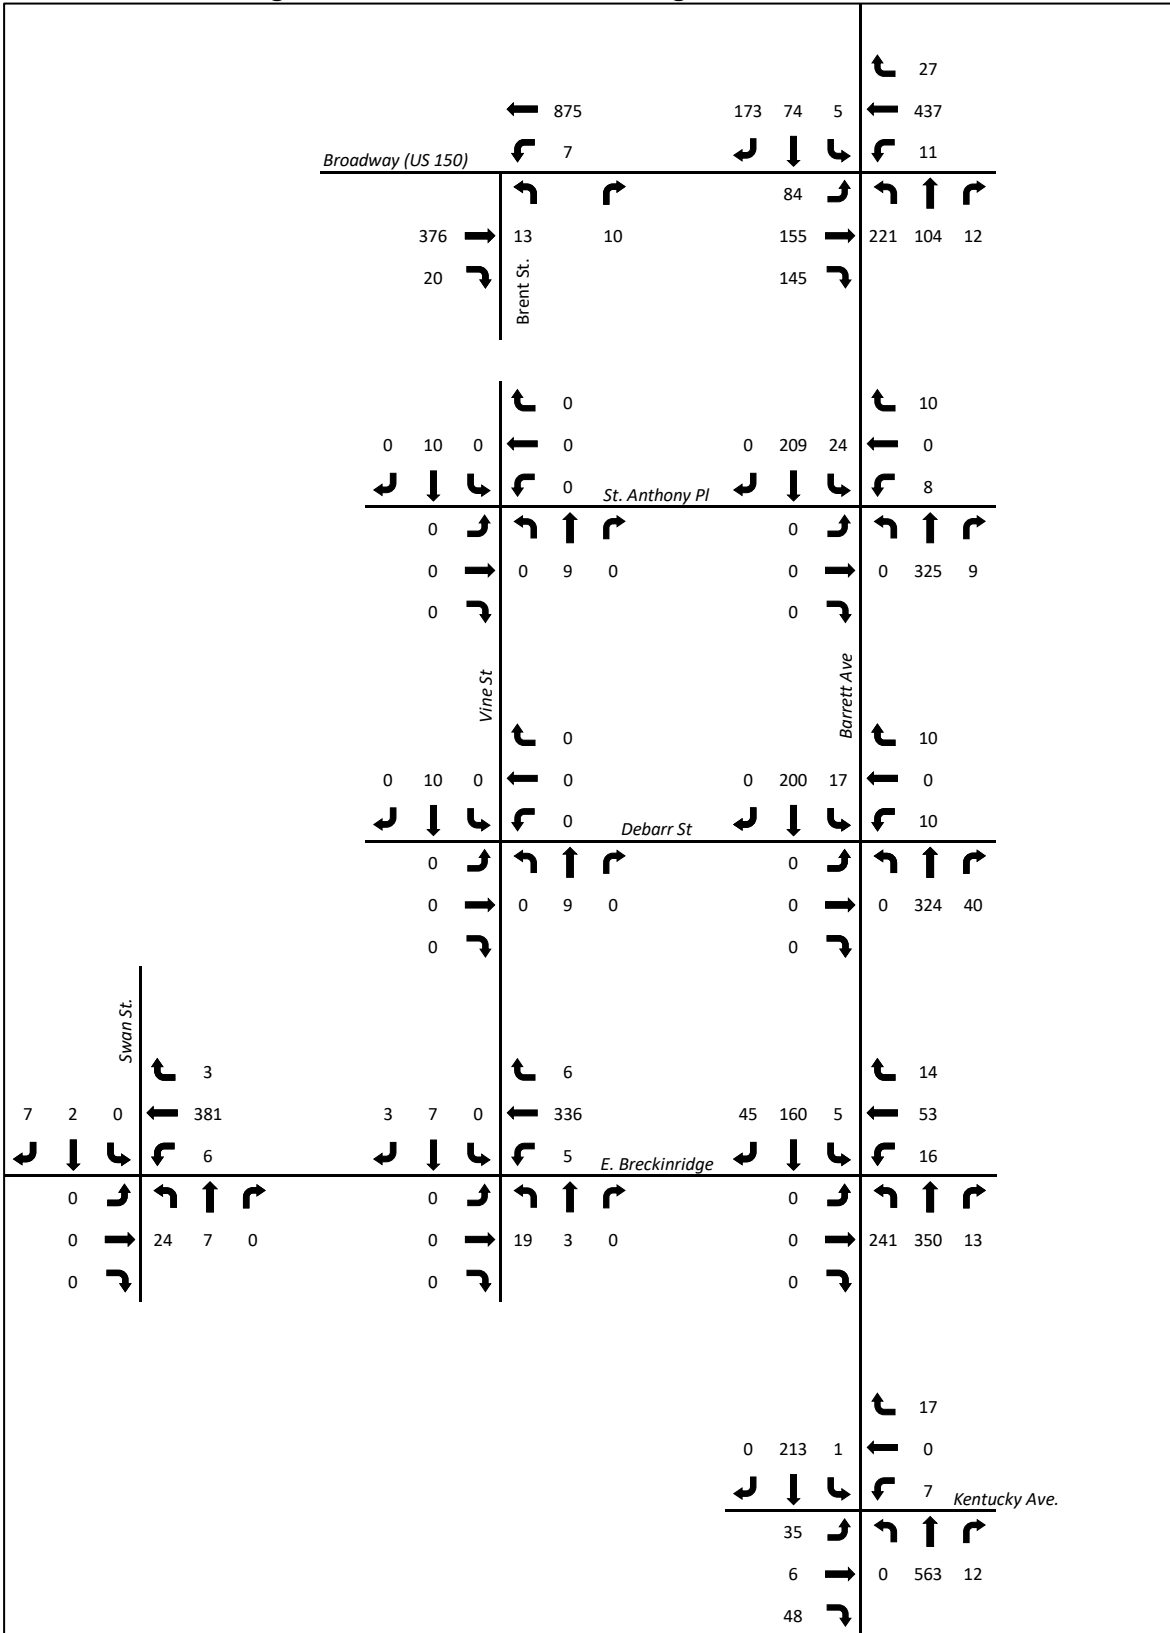 27
875 173 74 5 437
7 11
Broadway (US 150)
84
376 13 10 155 221 104 12
20 145
Brent St.
0 10
0 10 0 0 0 209 24 0
0 8
St. Anthony Pl
0 0
0 0 9 0 0 0 325 9
0 0
Vine St
Barrett Ave
0 10
0 10 0 0 0 200 17 0
0 10
Debarr St
0 0
0 0 9 0 0 0 324 40
0 0
Swan St.
3 6 14
7 2 0 381 3 7 0 336 45 160 5 53
6 5 16
E. Breckinridge
0 0 0
0 24 7 0 0 19 3 0 0 241 350 13
0 0 0
17
0 213 1 0
7
Kentucky Ave.
35
6 0 563 12
48